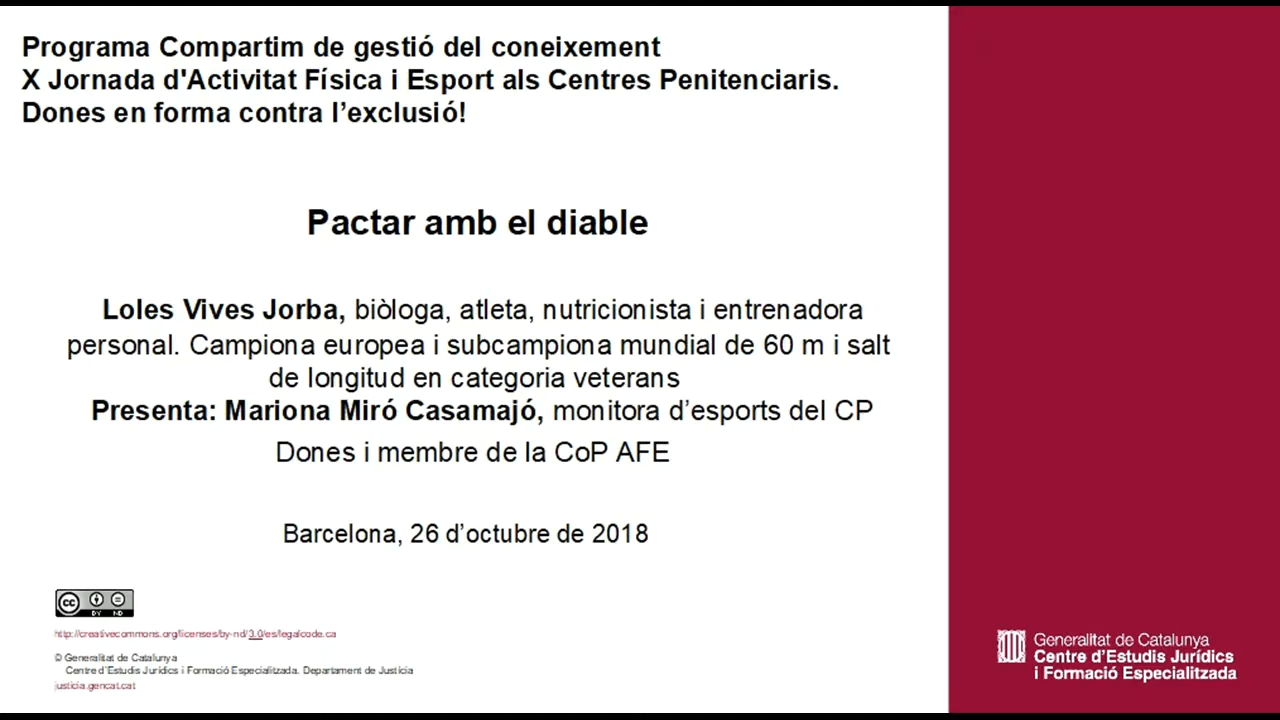 Programa Compartim de gestió del coneixement
X Jornada d'Activitat Física i Esport als Centres Penitenciaris.
Dones en forma contra l’exclusió!
Pactar amb el diable
Loles Vives Jorba, biòloga, atleta, nutricionista i entrenadora
personal. Campiona europea i subcampiona mundial de 60 m i salt
de longitud en categoria veterans
Presenta: Mariona Miró Casamajó, monitora d’esports del CP
Dones i membre de la CoP AFE
Barcelona, 26 d’octubre de 2018
cc
BY ND
http://creativecommons.org/licenses/by-nd/3.0/es/legalcode.ca
© Generalitat de Catalunya
Centre d’Estudis Jurídics i Formació Especialitzada. Departament de Justícia
justicia.gencat.cat
Generalitat de Catalunya
Centre d’Estudis Jurídics
i Formació Especialitzada